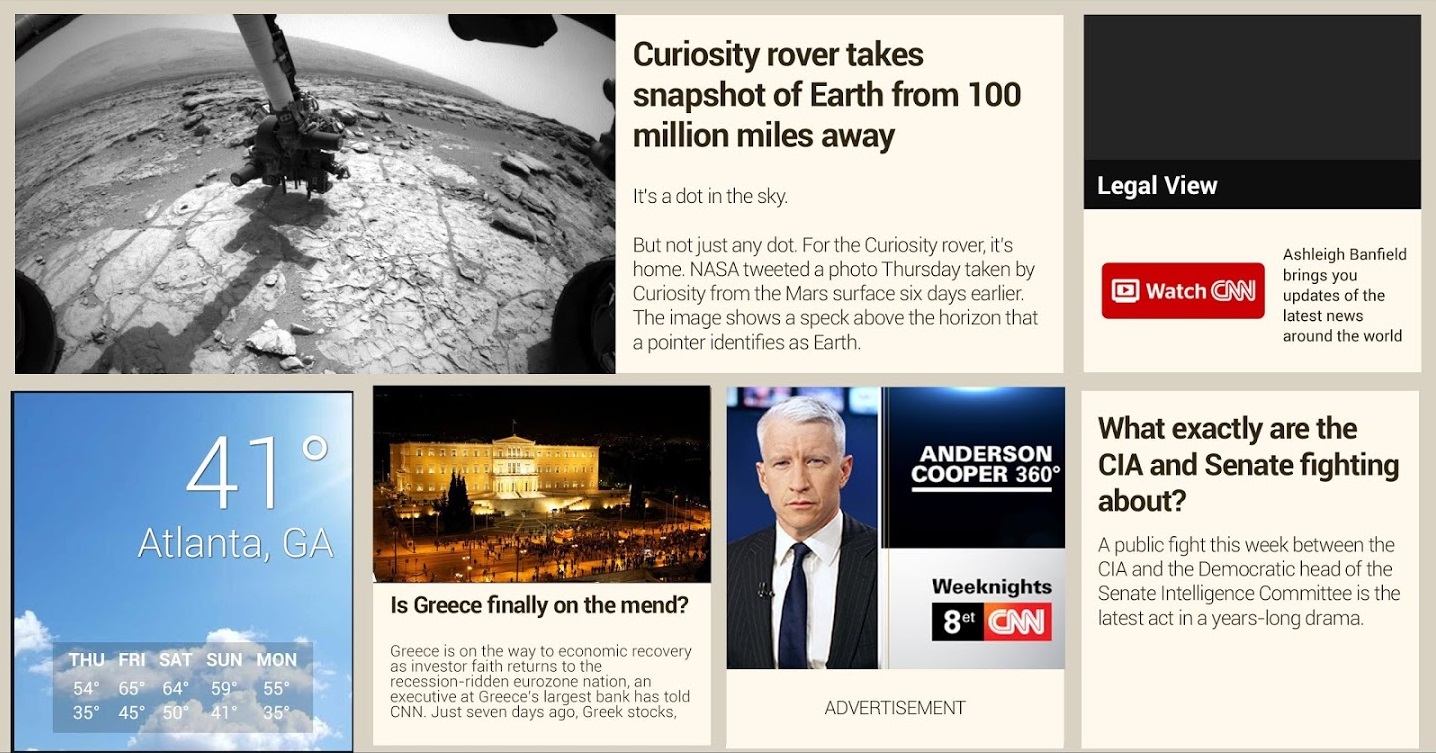 Curiosity rover takes
snapshot of Earth from 100
million miles away
It's a dot in the sky.
But not just any dot. For the Curiosity rover, it's
home. NASA tweeted a photo Thursday taken by
Curiosity from the Mars surface six days earlier.
The image shows a speck above the horizon that
a pointer identifies as Earth.
Legal View
Watch CNN
Ashleigh Banfield
brings you
updates of the
latest news
around the world
41°
Atlanta, GA
THU FRI SAT SUN MON
54° 65° 64° 59° 55°
35° 45° 50° 41° 35°
Is Greece finally on the mend?
Greece is on the way to economic recovery
as investor faith returns to the
recession-ridden eurozone nation, an
executive at Greece's largest bank has told
CNN. Just seven days ago, Greek stocks,
ANDERSON
COOPER 360°
Weeknights
8et CNN
ADVERTISEMENT
What exactly are the
CIA and Senate fighting
about?
A public fight this week between the
CIA and the Democratic head of the
Senate Intelligence Committee is the
latest act in a years-long drama.